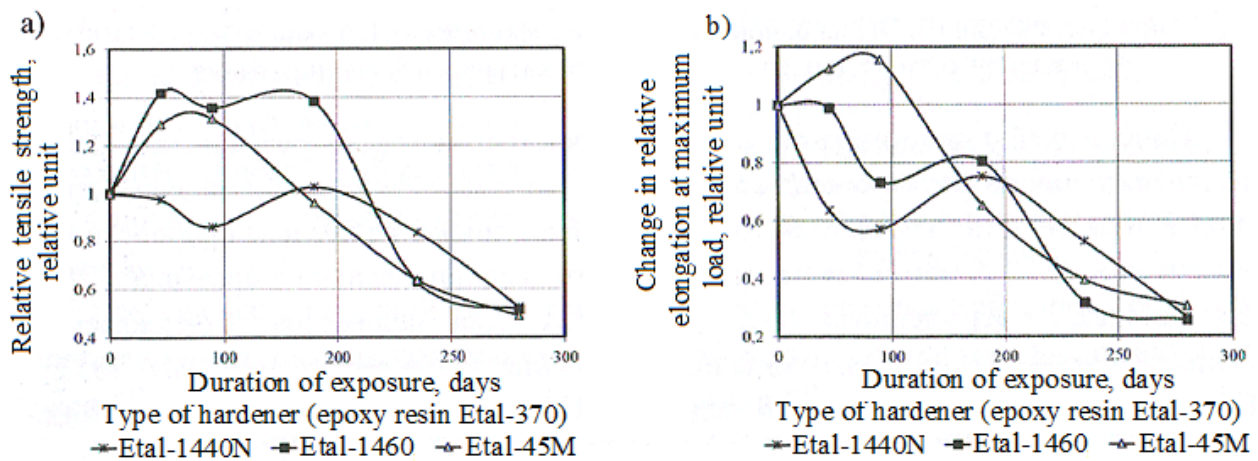 a)
Relative tensile strength,
relative unit
1,6
1,4
1,2
1
0,8
0,6
0,4
0
100
200
250
300
Duration of exposure, days
Type of hardener (epoxy resin Etal-370)
Etal-1440N Etal-1460 Etal-45M
b)
Change in relative
elongation at maximum
load, relative unit
1,2
1
0,8
0,6
0,4
0,2
0
100
200
250
300
Duration of exposure, days
Type of hardener (epoxy resin Etal-370)
Etal-1440N Etal-1460 Etal-45M